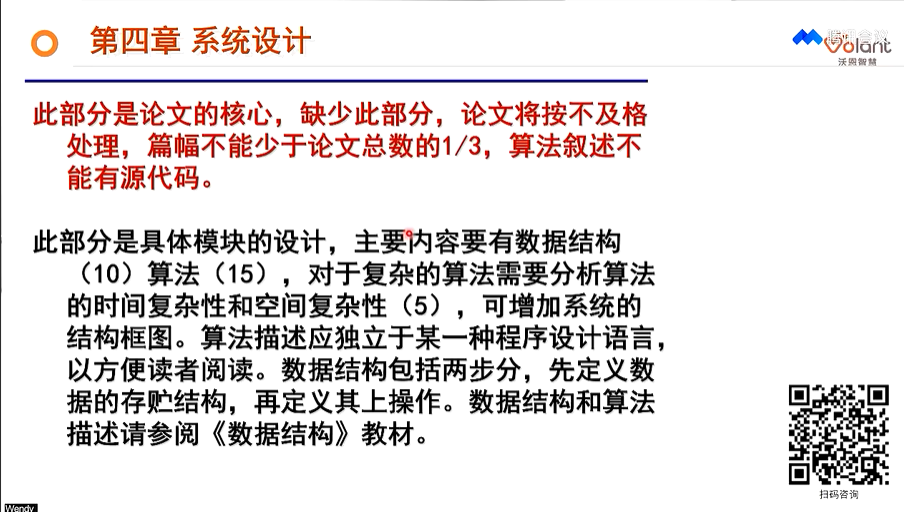 第四章 系统设计
腾讯会议
Volant
沃恩智慧
此部分是论文的核心，缺少此部分，论文将按不及格
处理，篇幅不能少于论文总数的1/3，算法叙述不
能有源代码。
此部分是具体模块的设计，主要内容要有数据结构
（10）算法（15），对于复杂的算法需要分析算法
的时间复杂性和空间复杂性（5），可增加系统的
结构框图。算法描述应独立于某一种程序设计语言，
以方便读者阅读。数据结构包括两步分，先定义数
据的存贮结构，再定义其上操作。数据结构和算法
描述请参阅《数据结构》教材。
扫码咨询
Wendy